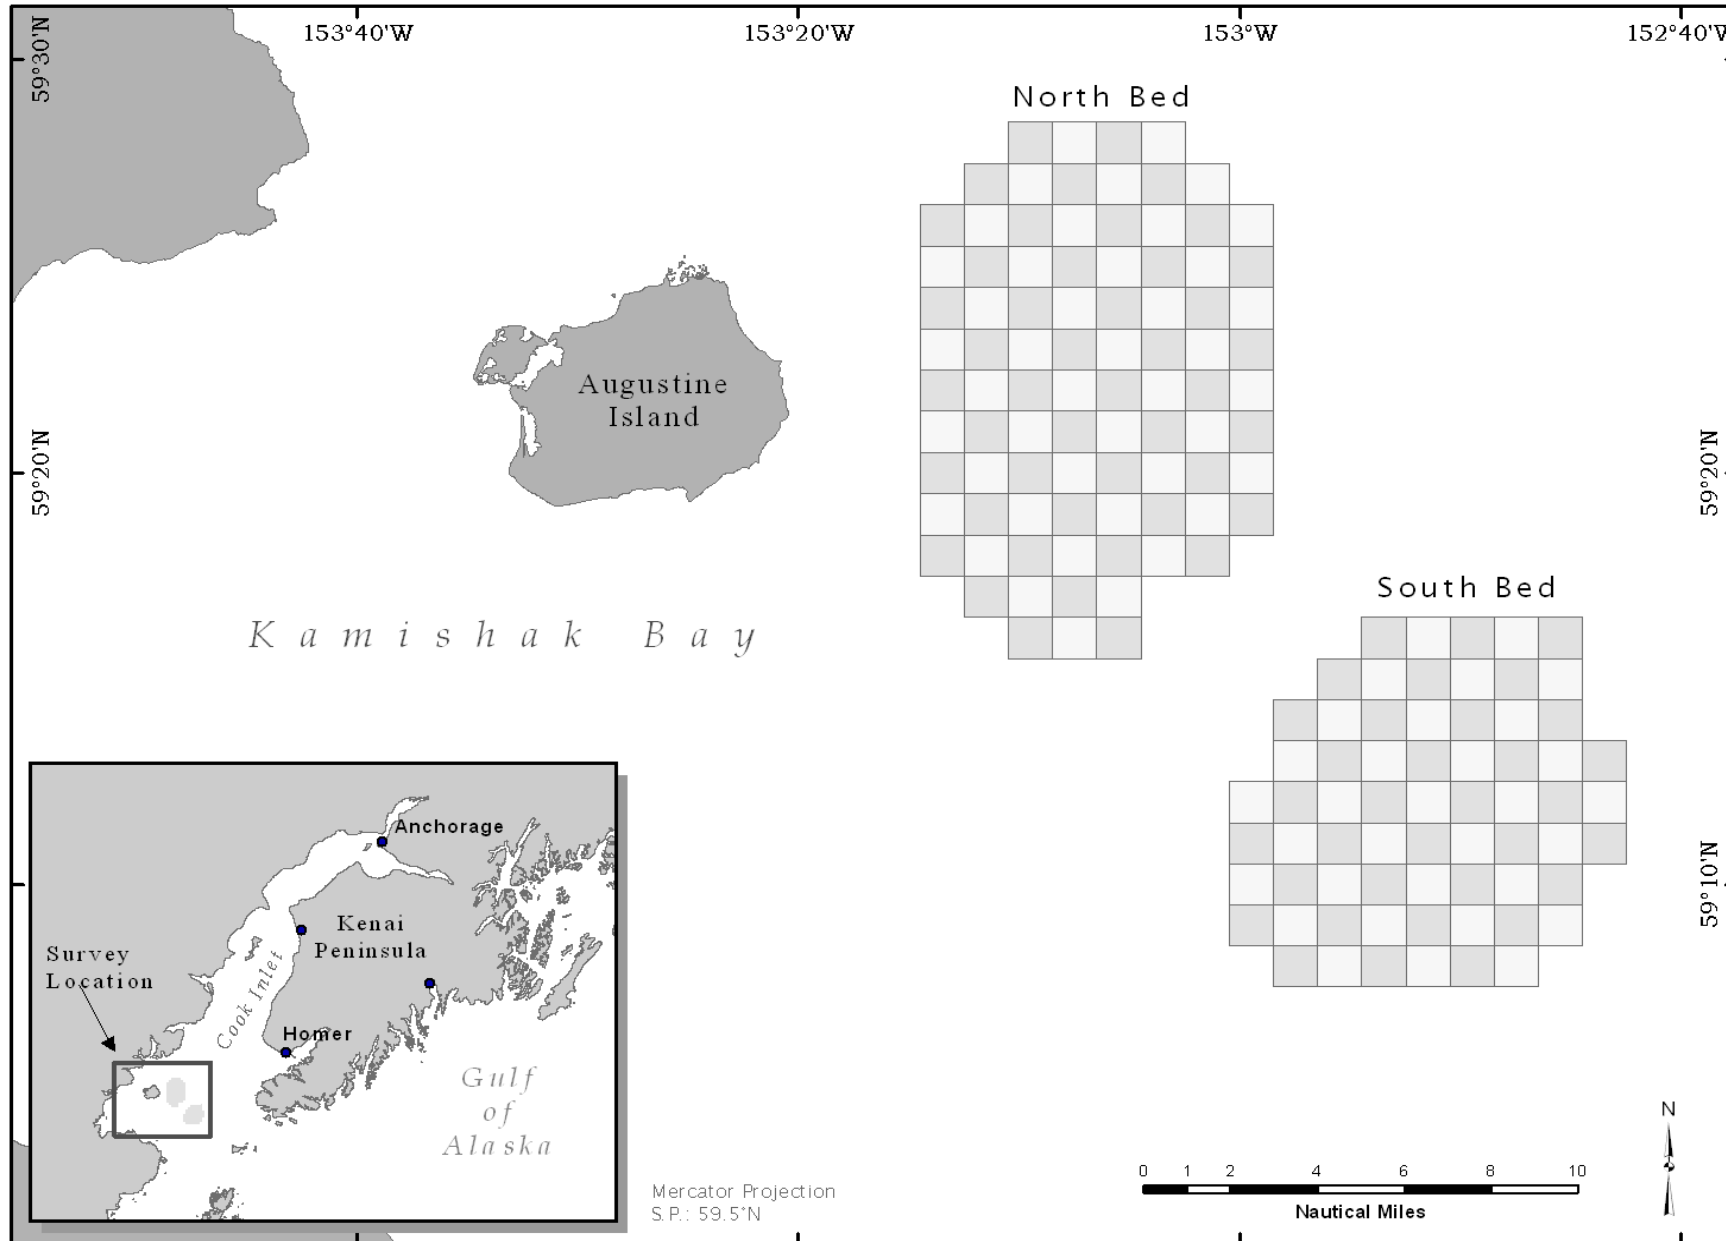 153°40'W
153°20'W
153°W
152°40'W
59°30'N
North Bed
Augustine
Island
59°20'N
59°20'N
South Bed
Kamishak Bay
59°10'N
Anchorage
Kenai
Peninsula
Survey
Location
Cook Inlet
Homer
Gulf
of
Alaska
Mercator Projection
S.P.: 59.5°N
N
0 1 2 4 6 8 10
Nautical Miles